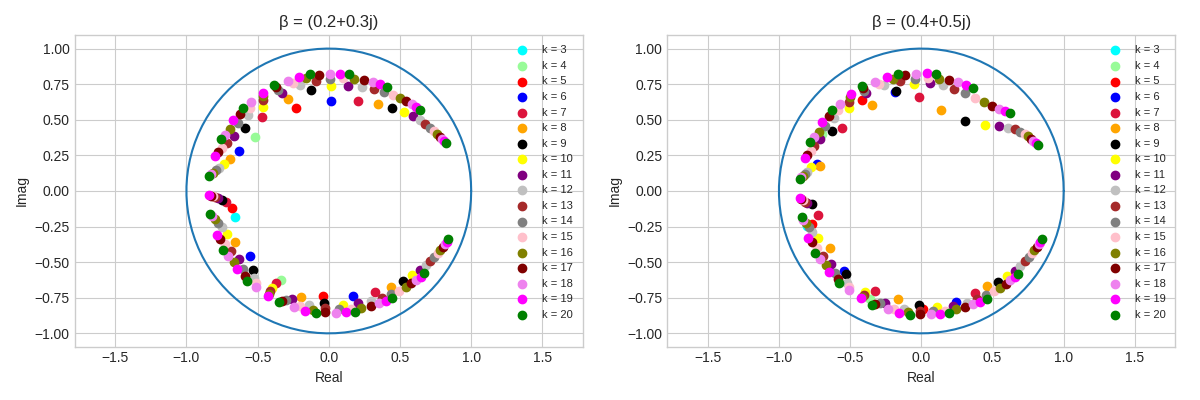 β = (0.2+0.3j)
1.00
0.75
0.50
0.25
0.00
−0.25
−0.50
−0.75
−1.00
Imag
−1.5
−1.0
−0.5
0.0
0.5
1.0
1.5
Real
k = 3
k = 4
k = 5
k = 6
k = 7
k = 8
k = 9
k = 10
k = 11
k = 12
k = 13
k = 14
k = 15
k = 16
k = 17
k = 18
k = 19
k = 20
β = (0.4+0.5j)
1.00
0.75
0.50
0.25
0.00
−0.25
−0.50
−0.75
−1.00
Imag
−1.5
−1.0
−0.5
0.0
0.5
1.0
1.5
Real
k = 3
k = 4
k = 5
k = 6
k = 7
k = 8
k = 9
k = 10
k = 11
k = 12
k = 13
k = 14
k = 15
k = 16
k = 17
k = 18
k = 19
k = 20